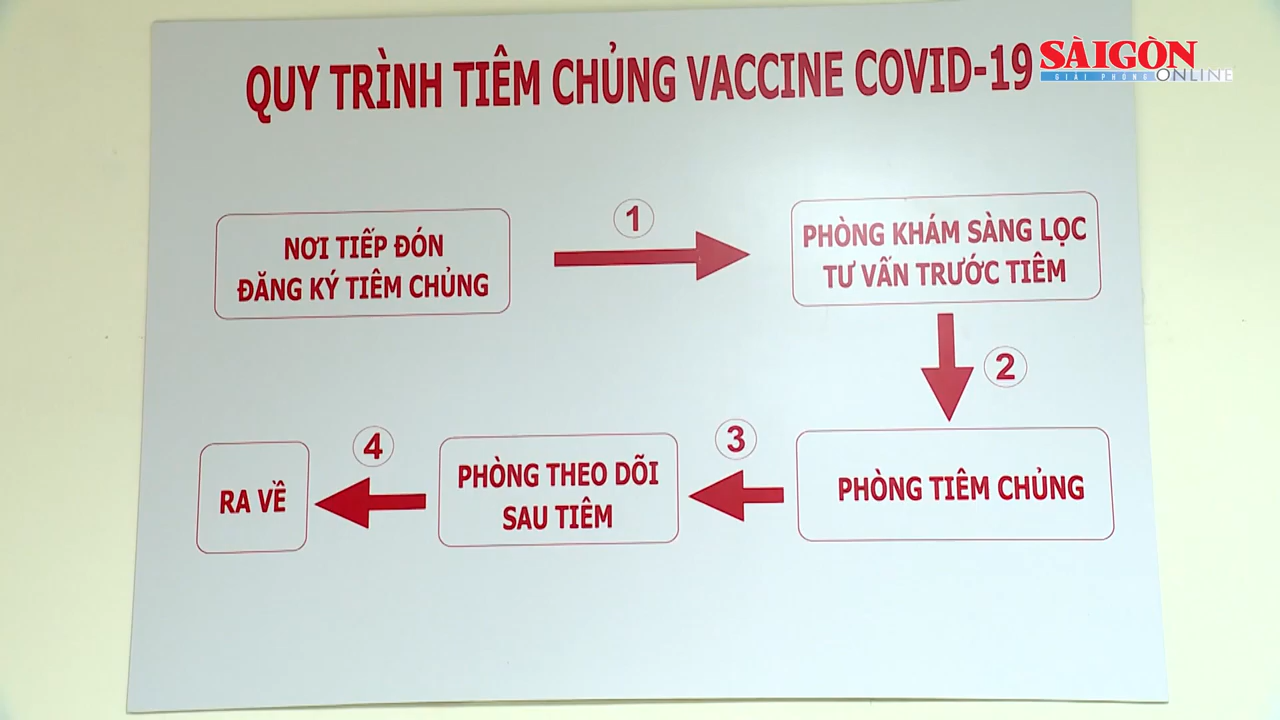 QUY TRÌNH TIÊM CHỦNG VACCINE COVID-19
SÀIGÒN
GIẢI PHÓNG ONLINE
NƠI TIẾP ĐÓN
ĐĂNG KÝ TIÊM CHỦNG
1
PHÒNG KHÁM SÀNG LỌC
TƯ VẤN TRƯỚC TIÊM
2
PHÒNG TIÊM CHỦNG
3
PHÒNG THEO DÕI
SAU TIÊM
4
RA VỀ